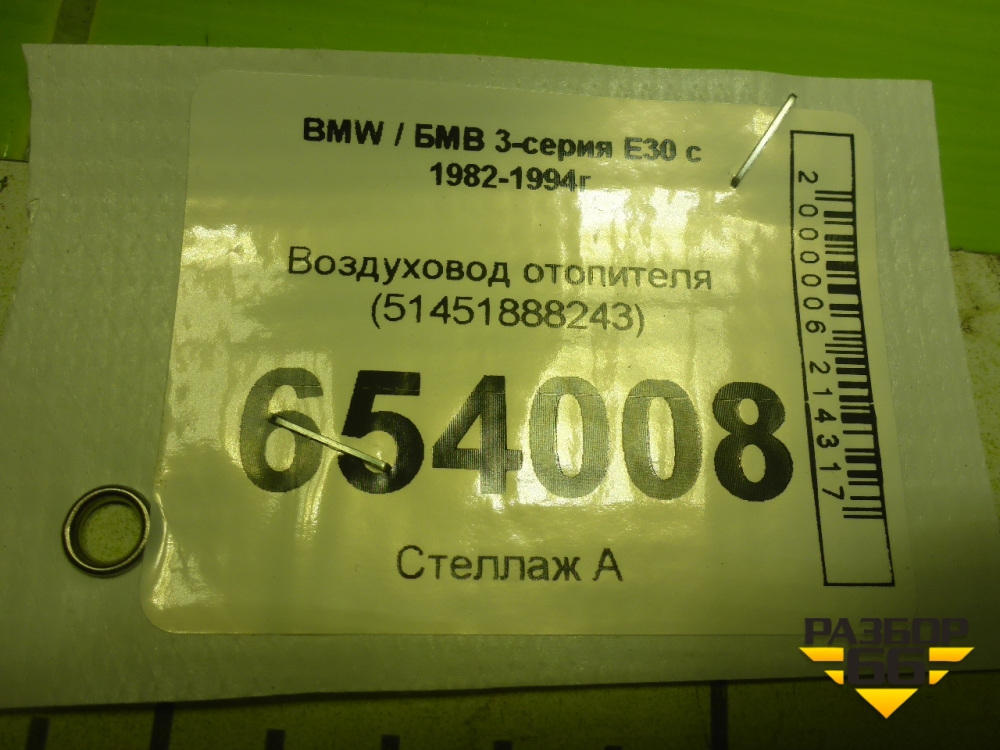 BMW / БМВ 3-серия E30 с
1982-1994г
Воздуховод отопителя
(51451888243)
654008
Стеллаж А
2000006214317
РАЗБОР
66